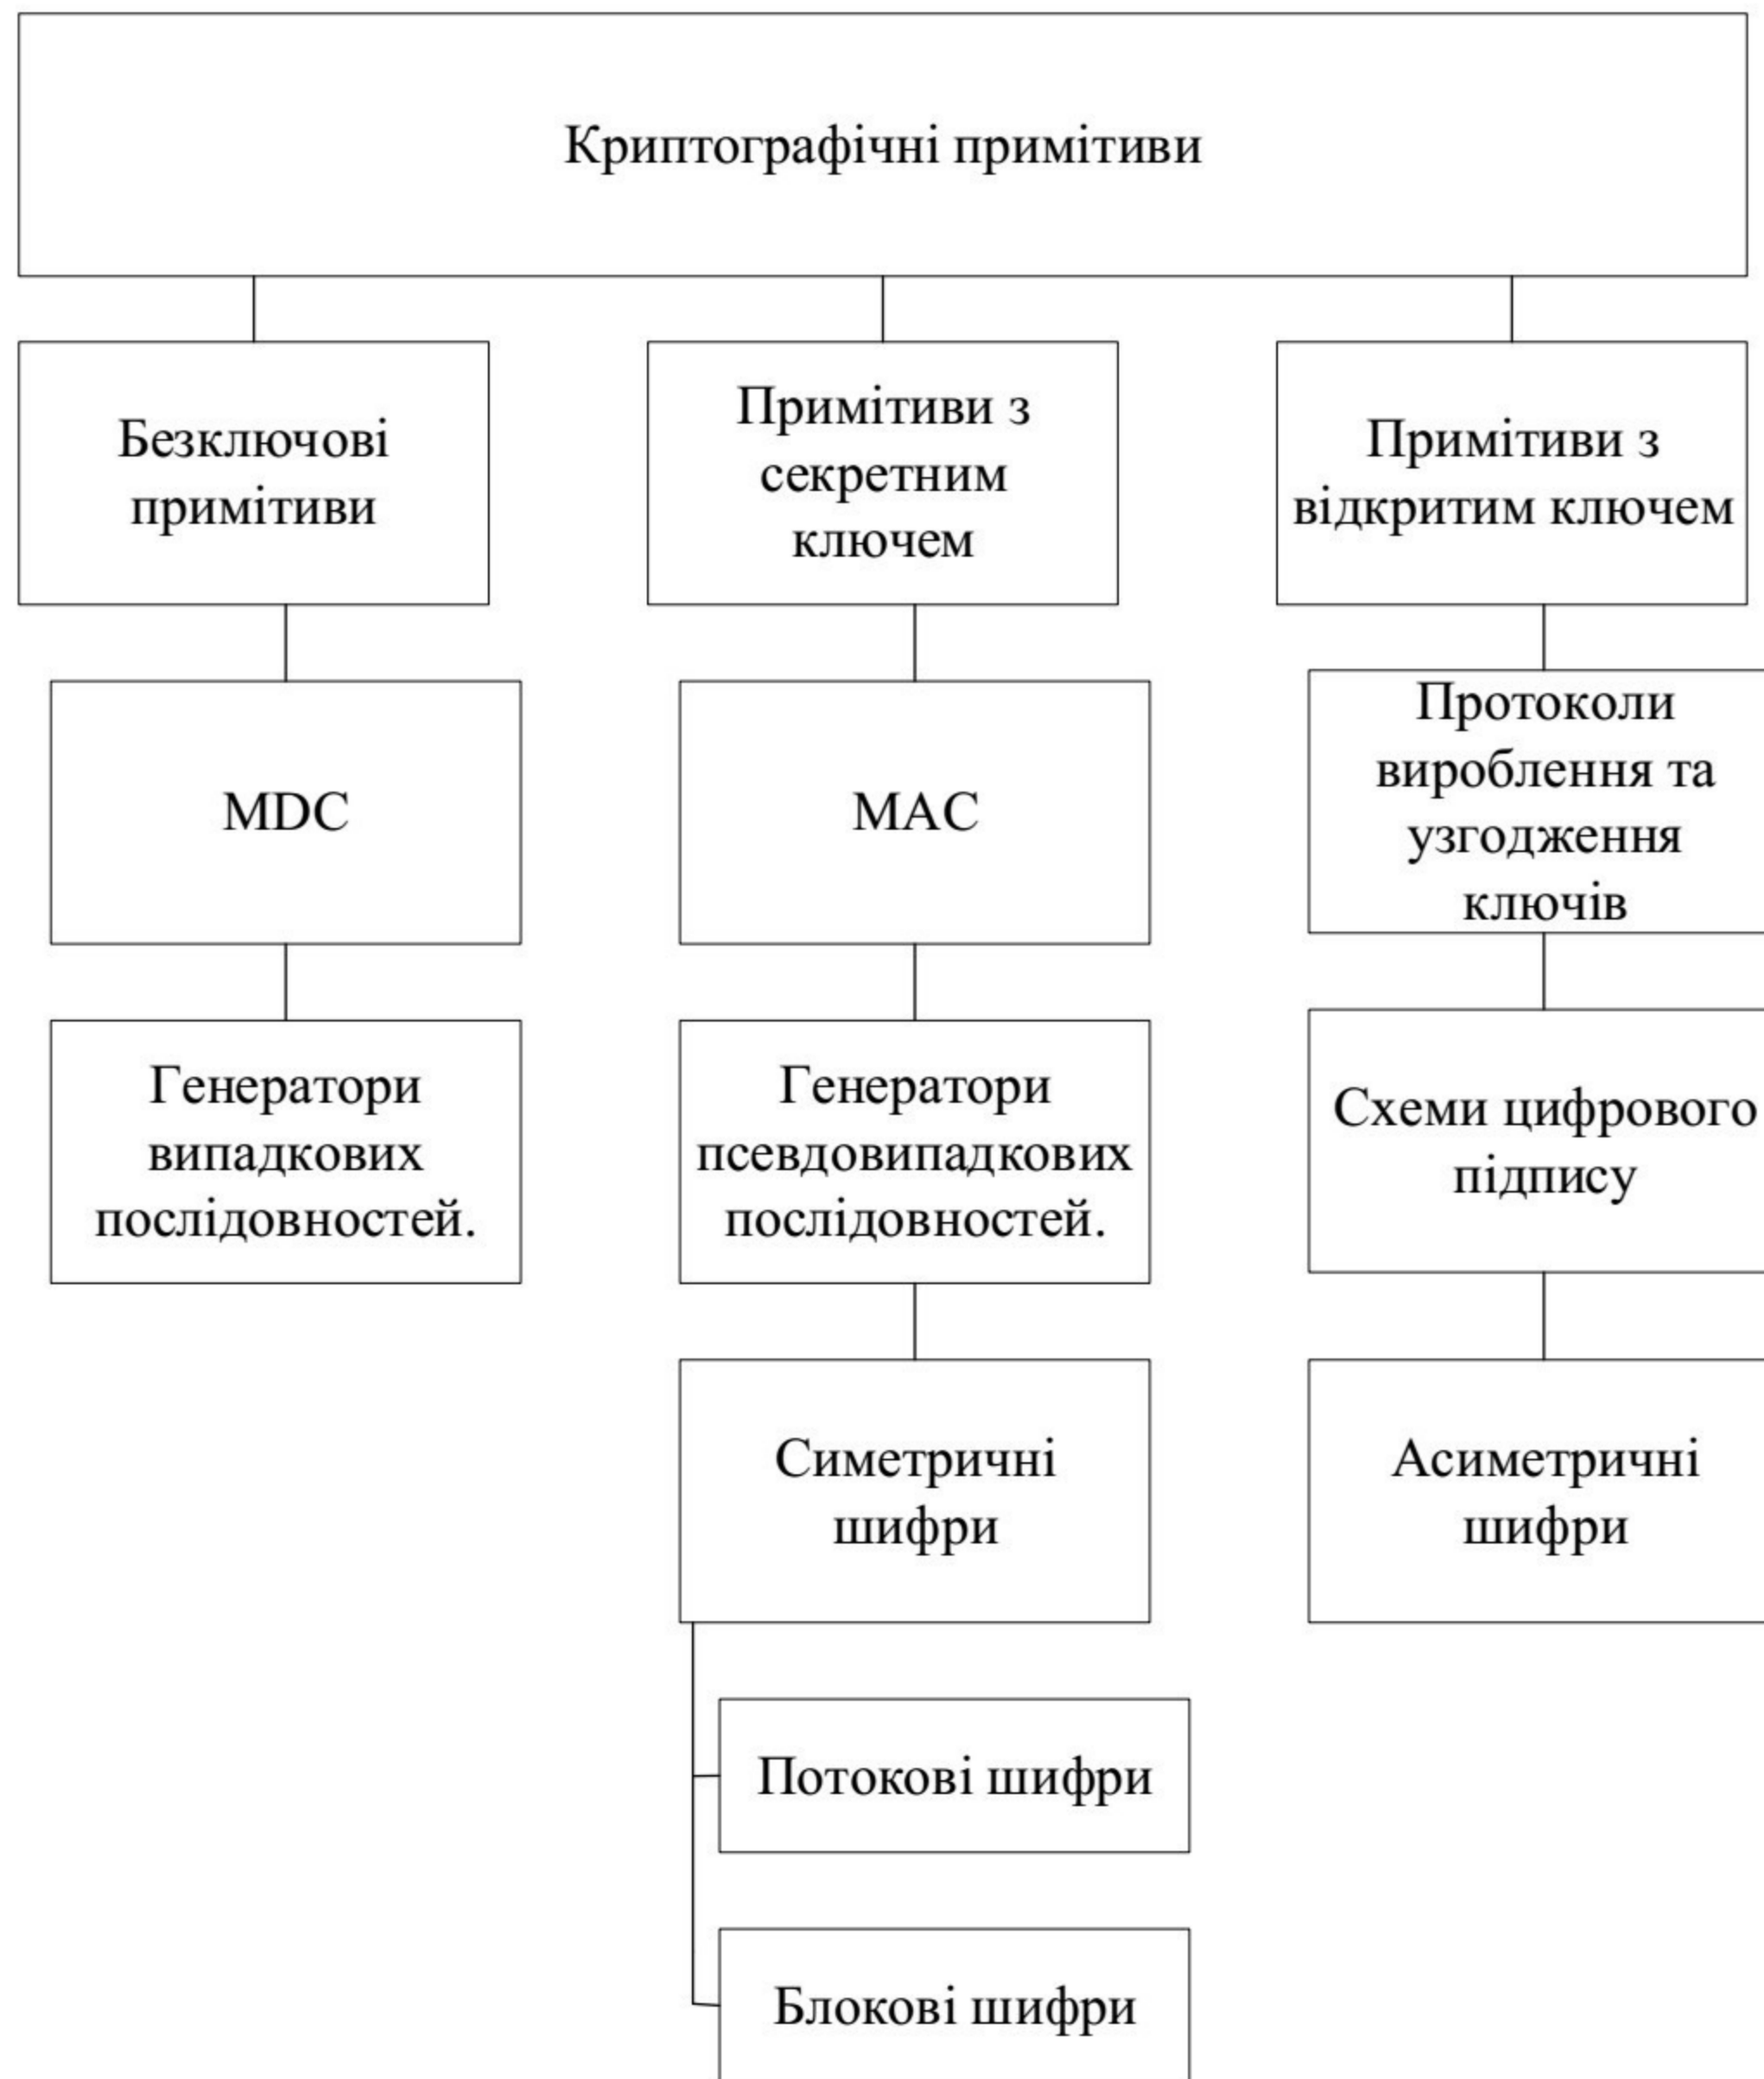 Криптографічні примітиви
Безключові
примітиви
Примітиви з
секретним
ключем
Примітиви з
відкритим ключем
MDC
MAC
Протоколи
вироблення та
узгодження
ключів
Генератори
випадкових
послідовностей.
Генератори
псевдовипадкових
послідовностей.
Схеми цифрового
підпису
Симетричні
шифри
Асиметричні
шифри
Потокові шифри
Блокові шифри